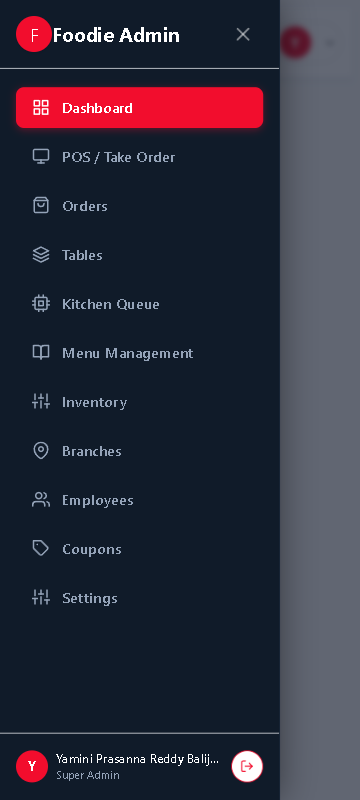 F Foodie Admin
Dashboard
POS / Take Order
Orders
Tables
Kitchen Queue
Menu Management
Inventory
Branches
Employees
Coupons
Settings
Y Yamini Prasanna Reddy Balij...
Super Admin